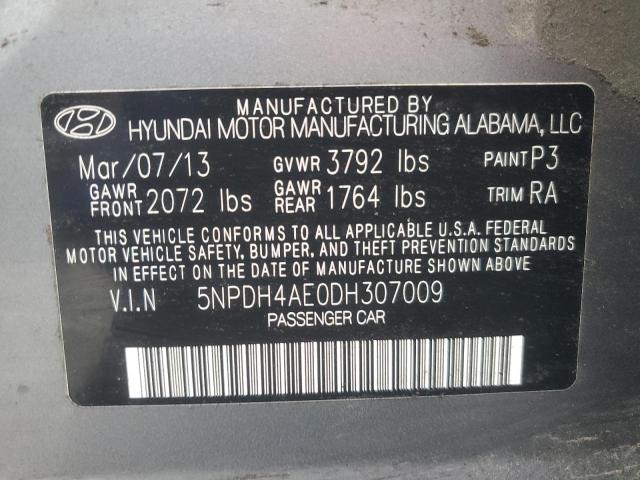 MANUFACTURED BY
HYUNDAI MOTOR MANUFACTURING ALABAMA, LLC
Mar/07/13 GVWR 3792 lbs PAINT P3
GAWR FRONT 2072 lbs GAWR REAR 1764 lbs TRIM RA
THIS VEHICLE CONFORMS TO ALL APPLICABLE U.S.A. FEDERAL
MOTOR VEHICLE SAFETY, BUMPER, AND THEFT PREVENTION STANDARDS
IN EFFECT ON THE DATE OF MANUFACTURE SHOWN ABOVE.
V.I.N 5NPDH4AE0DH307009
PASSENGER CAR